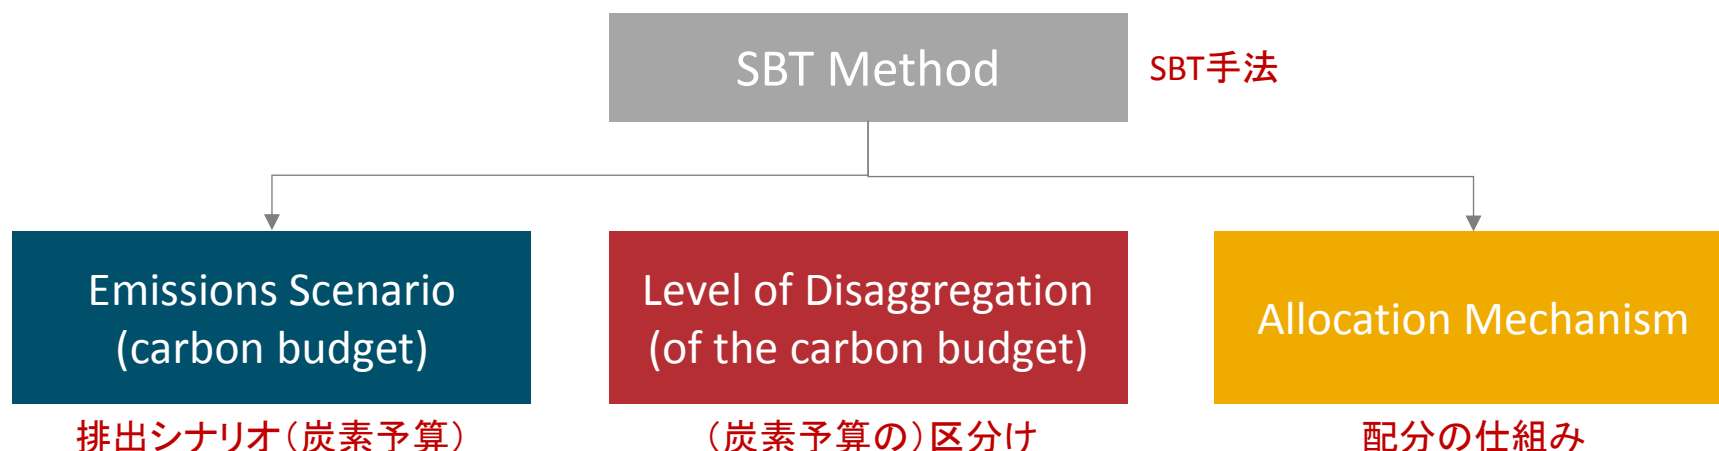 SBT Method
SBT手法
Emissions Scenario
(carbon budget)
Level of Disaggregation
(of the carbon budget)
Allocation Mechanism
排出シナリオ（炭素予算）
（炭素予算の）区分け
配分の仕組み